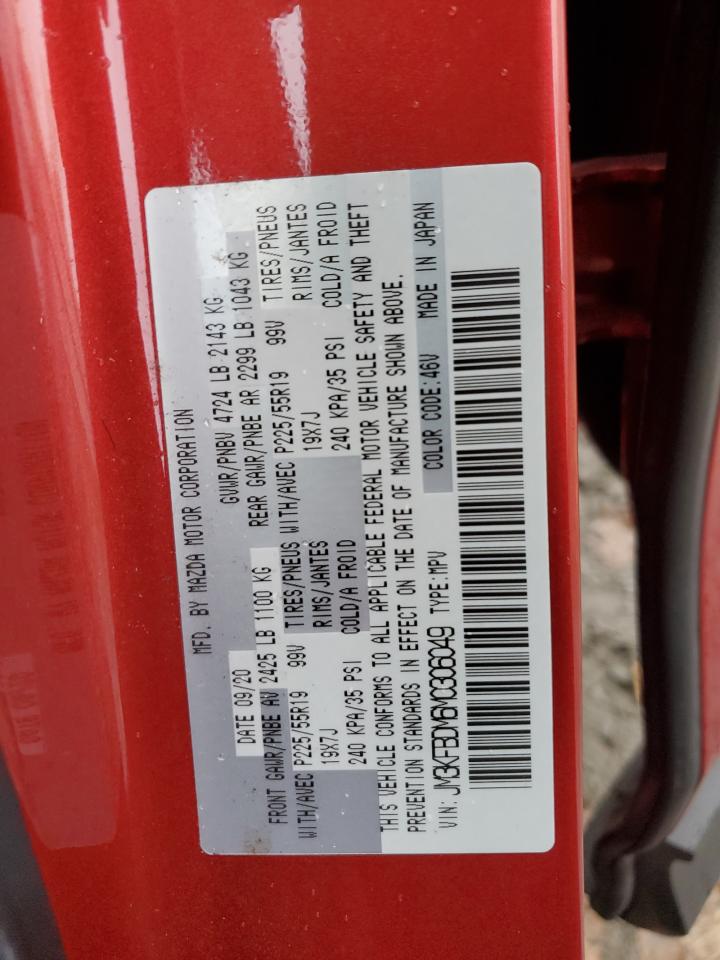 MFD. BY MAZDA MOTOR CORPORATION
DATE 09/20 GVWR/PNBV 4724 LB 2143 KG
FRONT GAWR/PNBE AV 2425 LB 1100 KG REAR GAWR/PNBE AR 2299 LB 1043 KG
WITH/AVEC P225/55R19 99V TIRES/PNEUS WITH/AVEC P225/55R19 99V TIRES/PNEUS
19X7J RIMS/JANTES 19X7J RIMS/JANTES
240 KPA/35 PSI COLD/A FROID 240 KPA/35 PSI COLD/A FROID
THIS VEHICLE CONFORMS TO ALL APPLICABLE FEDERAL MOTOR VEHICLE SAFETY AND THEFT
PREVENTION STANDARDS IN EFFECT ON THE DATE OF MANUFACTURE SHOWN ABOVE.
VIN: JM3KFBDM6M0306049 TYPE:MPV COLOR CODE:46V MADE IN JAPAN